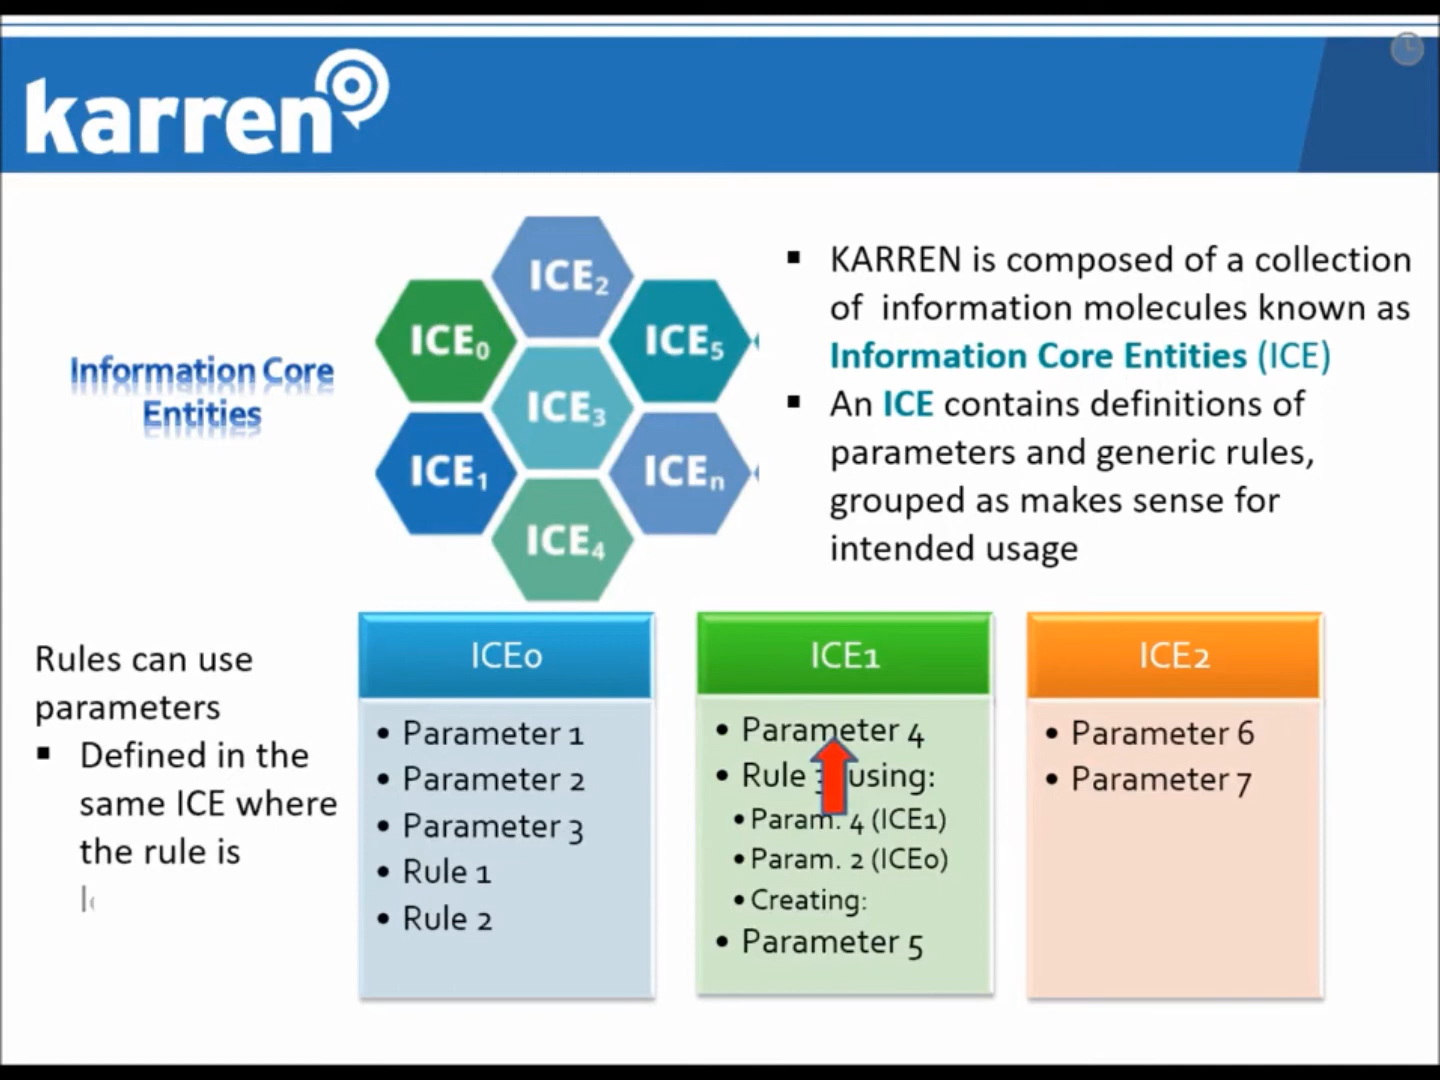 karren
Information Core
Entities
ICE2
ICE0
ICE5
ICE3
ICE1
ICEn
ICE4
▪ KARREN is composed of a collection
of information molecules known as
Information Core Entities (ICE)
▪ An ICE contains definitions of
parameters and generic rules,
grouped as makes sense for
intended usage
Rules can use
parameters
▪ Defined in the
same ICE where
the rule is
ICE0
• Parameter 1
• Parameter 2
• Parameter 3
• Rule 1
• Rule 2
ICE1
• Parameter 4
• Rule using:
• Param. 4 (ICE1)
• Param. 2 (ICE0)
• Creating:
• Parameter 5
ICE2
• Parameter 6
• Parameter 7